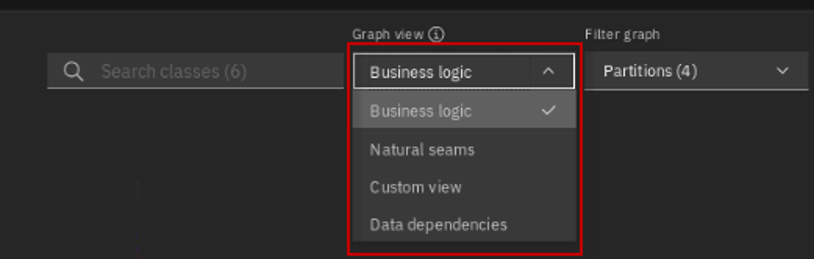 Graph view
Filter graph
Search classes (6)
Business logic
Partitions (4)
Business logic
Natural seams
Custom view
Data dependencies